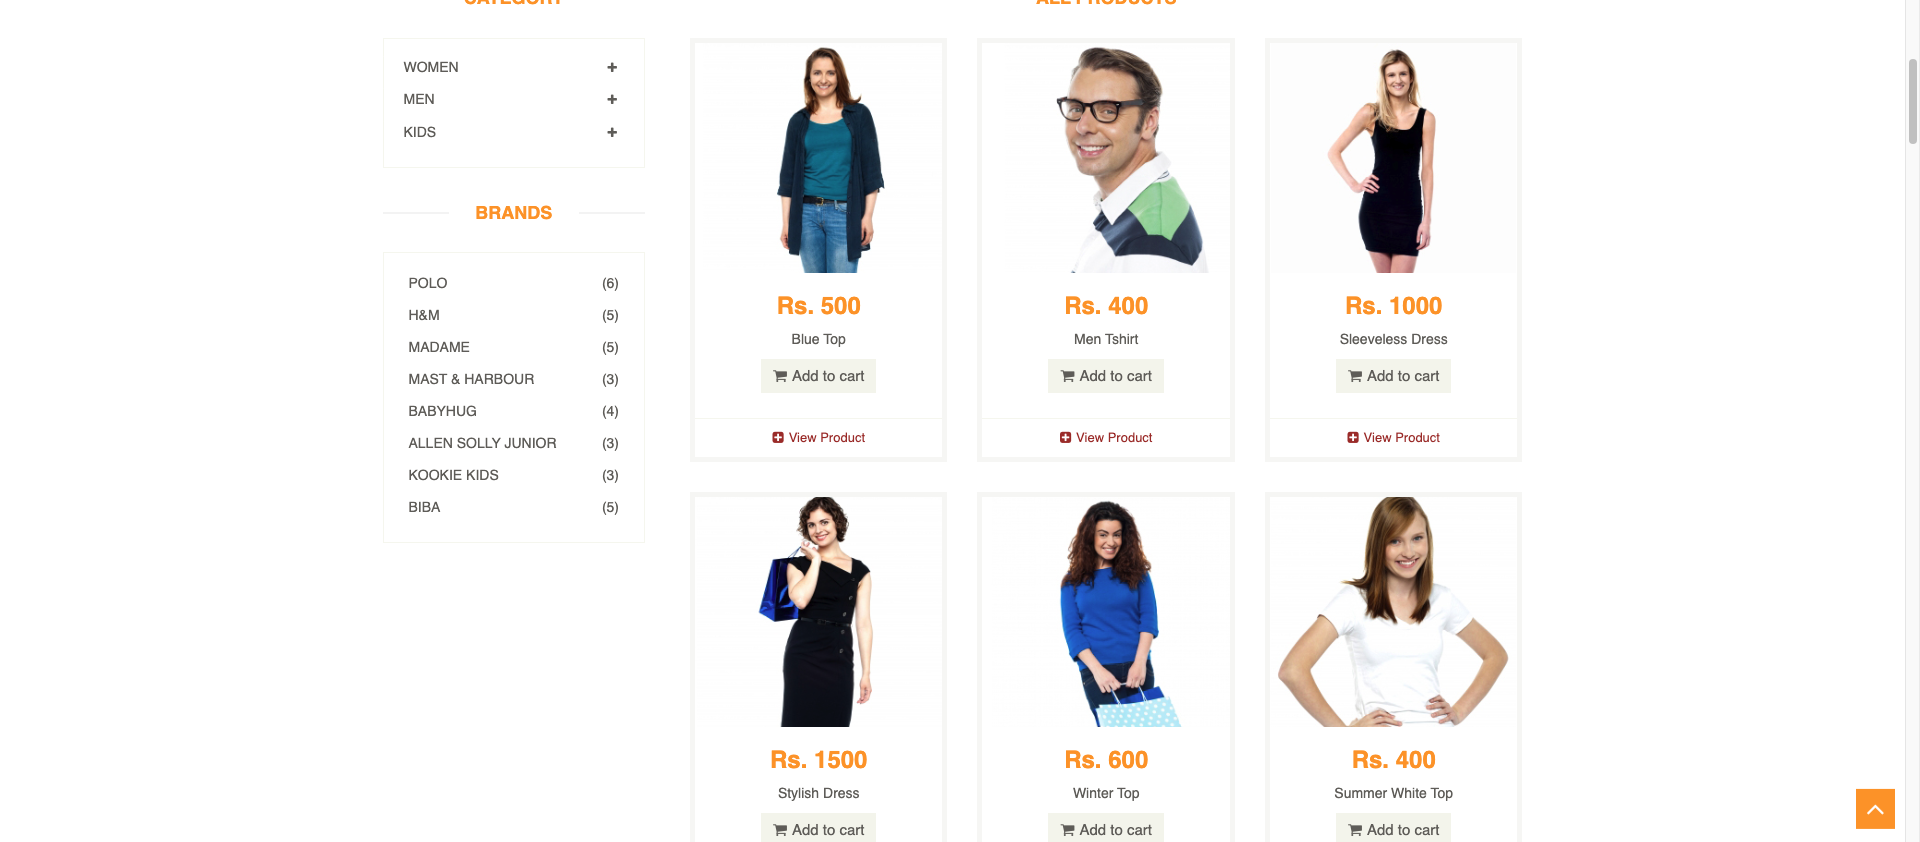 CATEGORY
WOMEN
MEN
KIDS
BRANDS
POLO (6)
H&M (5)
MADAME (5)
MAST & HARBOUR (3)
BABYHUG (4)
ALLEN SOLLY JUNIOR (3)
KOOKIE KIDS (3)
BIBA (5)
ALL PRODUCTS
Rs. 500
Blue Top
Add to cart
View Product
Rs. 400
Men Tshirt
Add to cart
View Product
Rs. 1000
Sleeveless Dress
Add to cart
View Product
Rs. 1500
Stylish Dress
Add to cart
Rs. 600
Winter Top
Add to cart
Rs. 400
Summer White Top
Add to cart